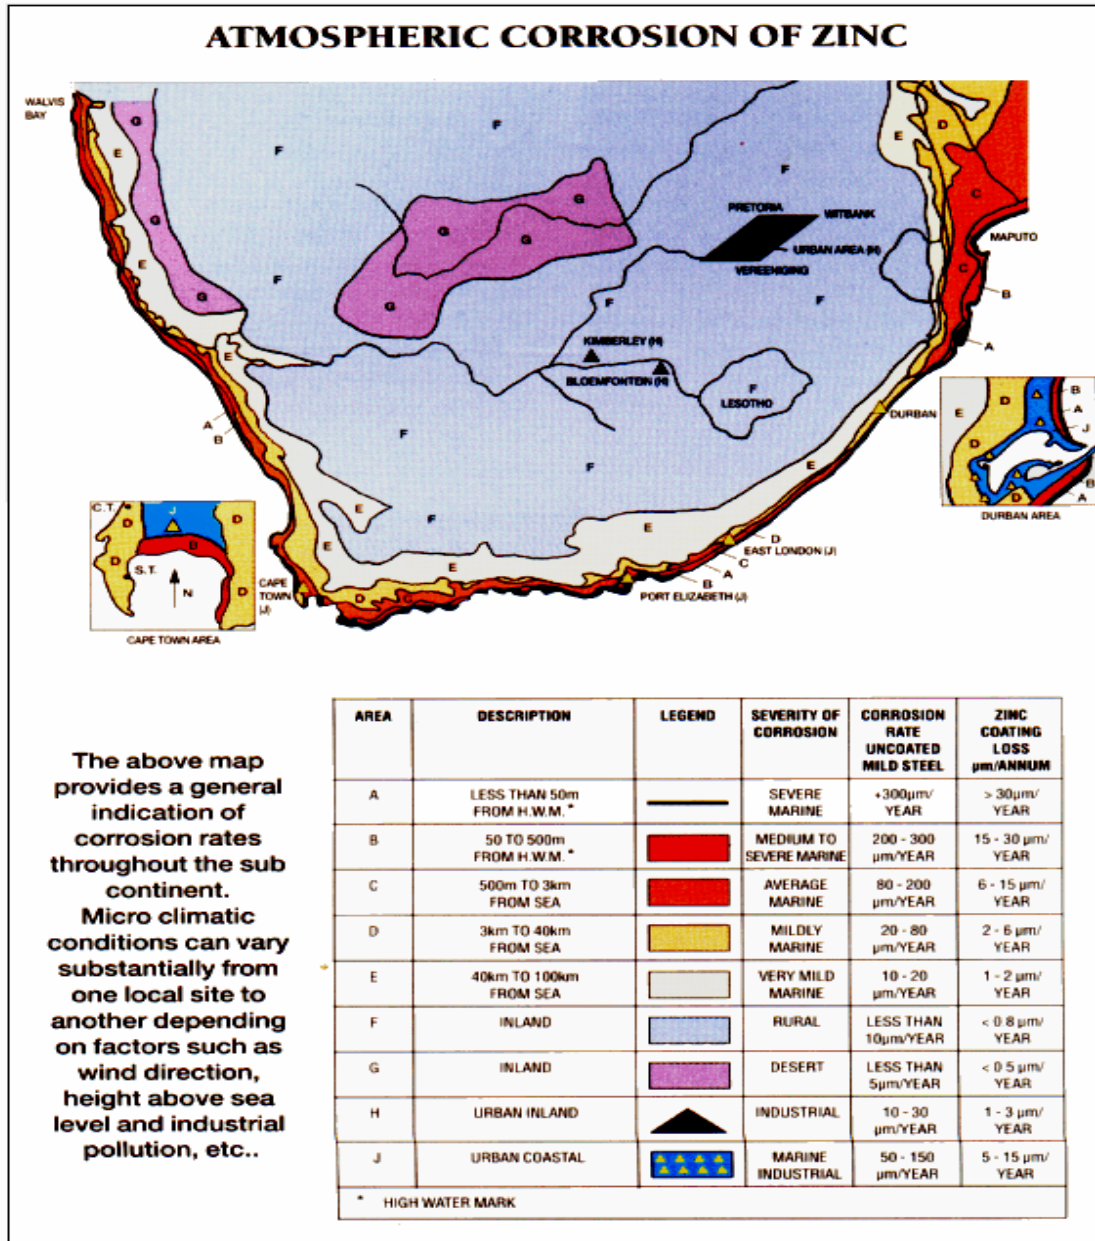 ATMOSPHERIC CORROSION OF ZINC
WALVIS
BAY
G
F
F
E
D
E
F
G
G
C
PRETORIA
WITBANK
G
G
MAPUTO
URBAN AREA (H)
E
VEREENIGING
C
F
G
G
B
F
F
KIMBERLEY (H)
A
E
BLOEMFONTEIN (H)
F
LESOTHO
DURBAN
A
B
F
E
F
E
E
F
E
E
D
EAST LONDON (J)
C
A
B
PORT ELIZABETH (J)
E
CAPE
TOWN
(J)
D
C
C.T.
D
J
D
B
D
S.T.
N
D
CAPE TOWN AREA
D
B
E
A
J
D
B
D
A
DURBAN AREA
The above map
provides a general
indication of
corrosion rates
throughout the sub
continent.
Micro climatic
conditions can vary
substantially from
one local site to
another depending
on factors such as
wind direction,
height above sea
level and industrial
pollution, etc..
AREA DESCRIPTION LEGEND SEVERITY OF CORROSION
CORROSION RATE UNCOATED MILD STEEL ZINC COATING LOSS µm/ANNUM
A LESS THAN 50m FROM H.W.M.* SEVERE MARINE +300µm/ YEAR > 30µm/ YEAR
B 50 TO 500m FROM H.W.M.* MEDIUM TO SEVERE MARINE 200 - 300 µm/YEAR 15 - 30 µm/ YEAR
C 500m TO 3km FROM SEA AVERAGE MARINE 80 - 200 µm/YEAR 6 - 15 µm/ YEAR
D 3km TO 40km FROM SEA MILDLY MARINE 20 - 80 µm/YEAR 2 - 6 µm/ YEAR
E 40km TO 100km FROM SEA VERY MILD MARINE 10 - 20 µm/YEAR 1 - 2 µm/ YEAR
F INLAND RURAL LESS THAN 10µm/YEAR < 0.8 µm/ YEAR
G INLAND DESERT LESS THAN 5µm/YEAR < 0 5 µm/ YEAR
H URBAN INLAND INDUSTRIAL 10 - 30 µm/YEAR 1 - 3 µm/ YEAR
J URBAN COASTAL MARINE INDUSTRIAL 50 - 150 µm/YEAR 5 - 15 µm/ YEAR
* HIGH WATER MARK